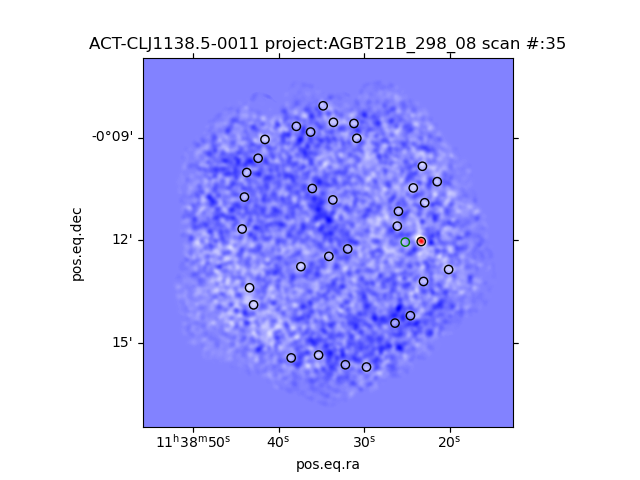 ACT-CLJ1138.5-0011 project:AGBT21B_298_08 scan #:35
-0°09'
12'
15'
pos.eq.dec
11ʰ38ᵐ50ˢ 40ˢ 30ˢ 20ˢ
pos.eq.ra